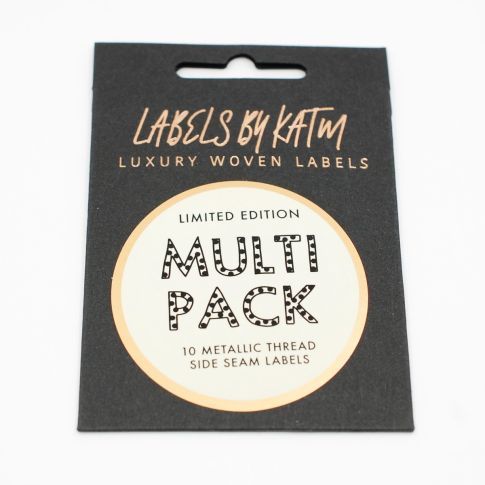 LABELS BY KATM
LUXURY WOVEN LABELS
LIMITED EDITION
MULTI
PACK
10 METALLIC THREAD
SIDE SEAM LABELS